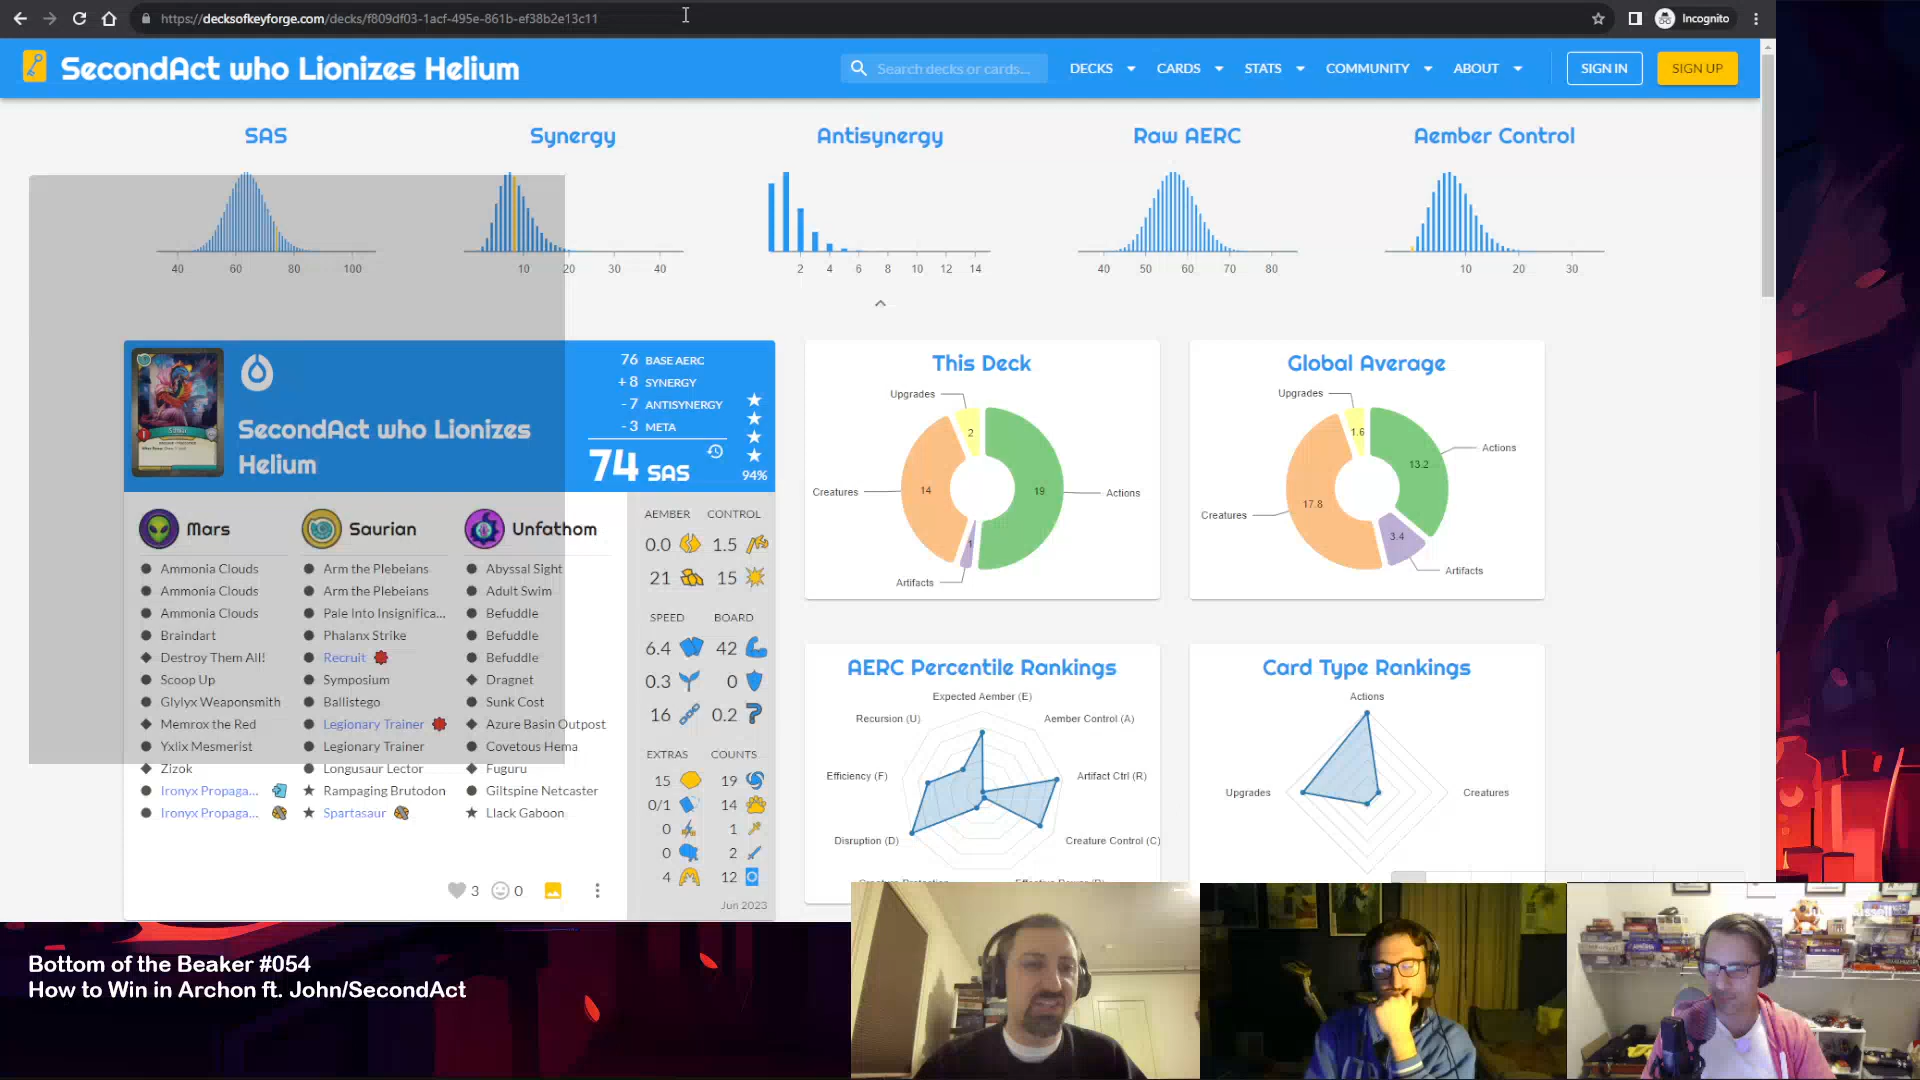 https://decksofkeyforge.com/decks/f809df03-1acf-495e-861b-ef38b2e13c11
Incognito
SecondAct who Lionizes Helium
Search decks or cards...
DECKS CARDS STATS COMMUNITY ABOUT SIGN IN SIGN UP
SAS Synergy Antisynergy Raw AERC Aember Control
40 60 80 100 10 20 30 40 2 4 6 8 10 12 14 40 50 60 70 80 10 20 30
SecondAct who Lionizes
Helium
76 BASE AERC
+ 8 SYNERGY
- 7 ANTISYNERGY
- 3 META
74 SAS
94%
Mars
Ammonia Clouds
Ammonia Clouds
Ammonia Clouds
Braindart
Destroy Them All!
Scoop Up
Glylyx Weaponsmith
Memrox the Red
Yxlix Mesmerist
Zizok
Ironyx Propaga...
Ironyx Propaga...
Saurian
Arm the Plebeians
Arm the Plebeians
Pale Into Insignifica...
Phalanx Strike
Recruit
Symposium
Ballistego
Legionary Trainer
Legionary Trainer
Longusaur Lector
Rampaging Brutodon
Spartasaur
Unfathom
Abyssal Sight
Adult Swim
Befuddle
Befuddle
Befuddle
Dragnet
Sunk Cost
Azure Basin Outpost
Covetous Hema
Fuguru
Giltspine Netcaster
Llack Gaboon
3 0
AEMBER CONTROL
0.0 1.5
21 15
SPEED BOARD
6.4 42
0.3 0
16 0.2
EXTRAS COUNTS
15 19
0/1 14
0 1
0 2
4 12
Jun 2023
This Deck
Upgrades
2
Creatures
14
19
Actions
1
Artifacts
Global Average
Upgrades
1.6
13.2
Actions
Creatures
17.8
3.4
Artifacts
AERC Percentile Rankings
Expected Aember (E)
Recursion (U)
Aember Control (A)
Efficiency (F)
Artifact Ctrl (R)
Disruption (D)
Creature Control (C)
Card Type Rankings
Actions
Upgrades
Creatures
Bottom of the Beaker #054
How to Win in Archon ft. John/SecondAct